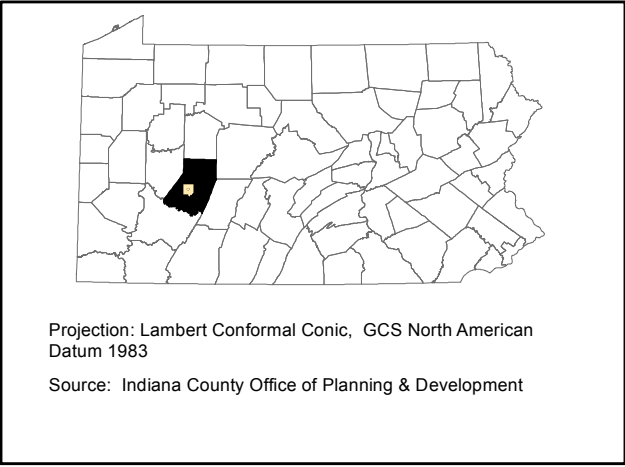 Projection: Lambert Conformal Conic,  GCS North American
Datum 1983
Source:  Indiana County Office of Planning & Development